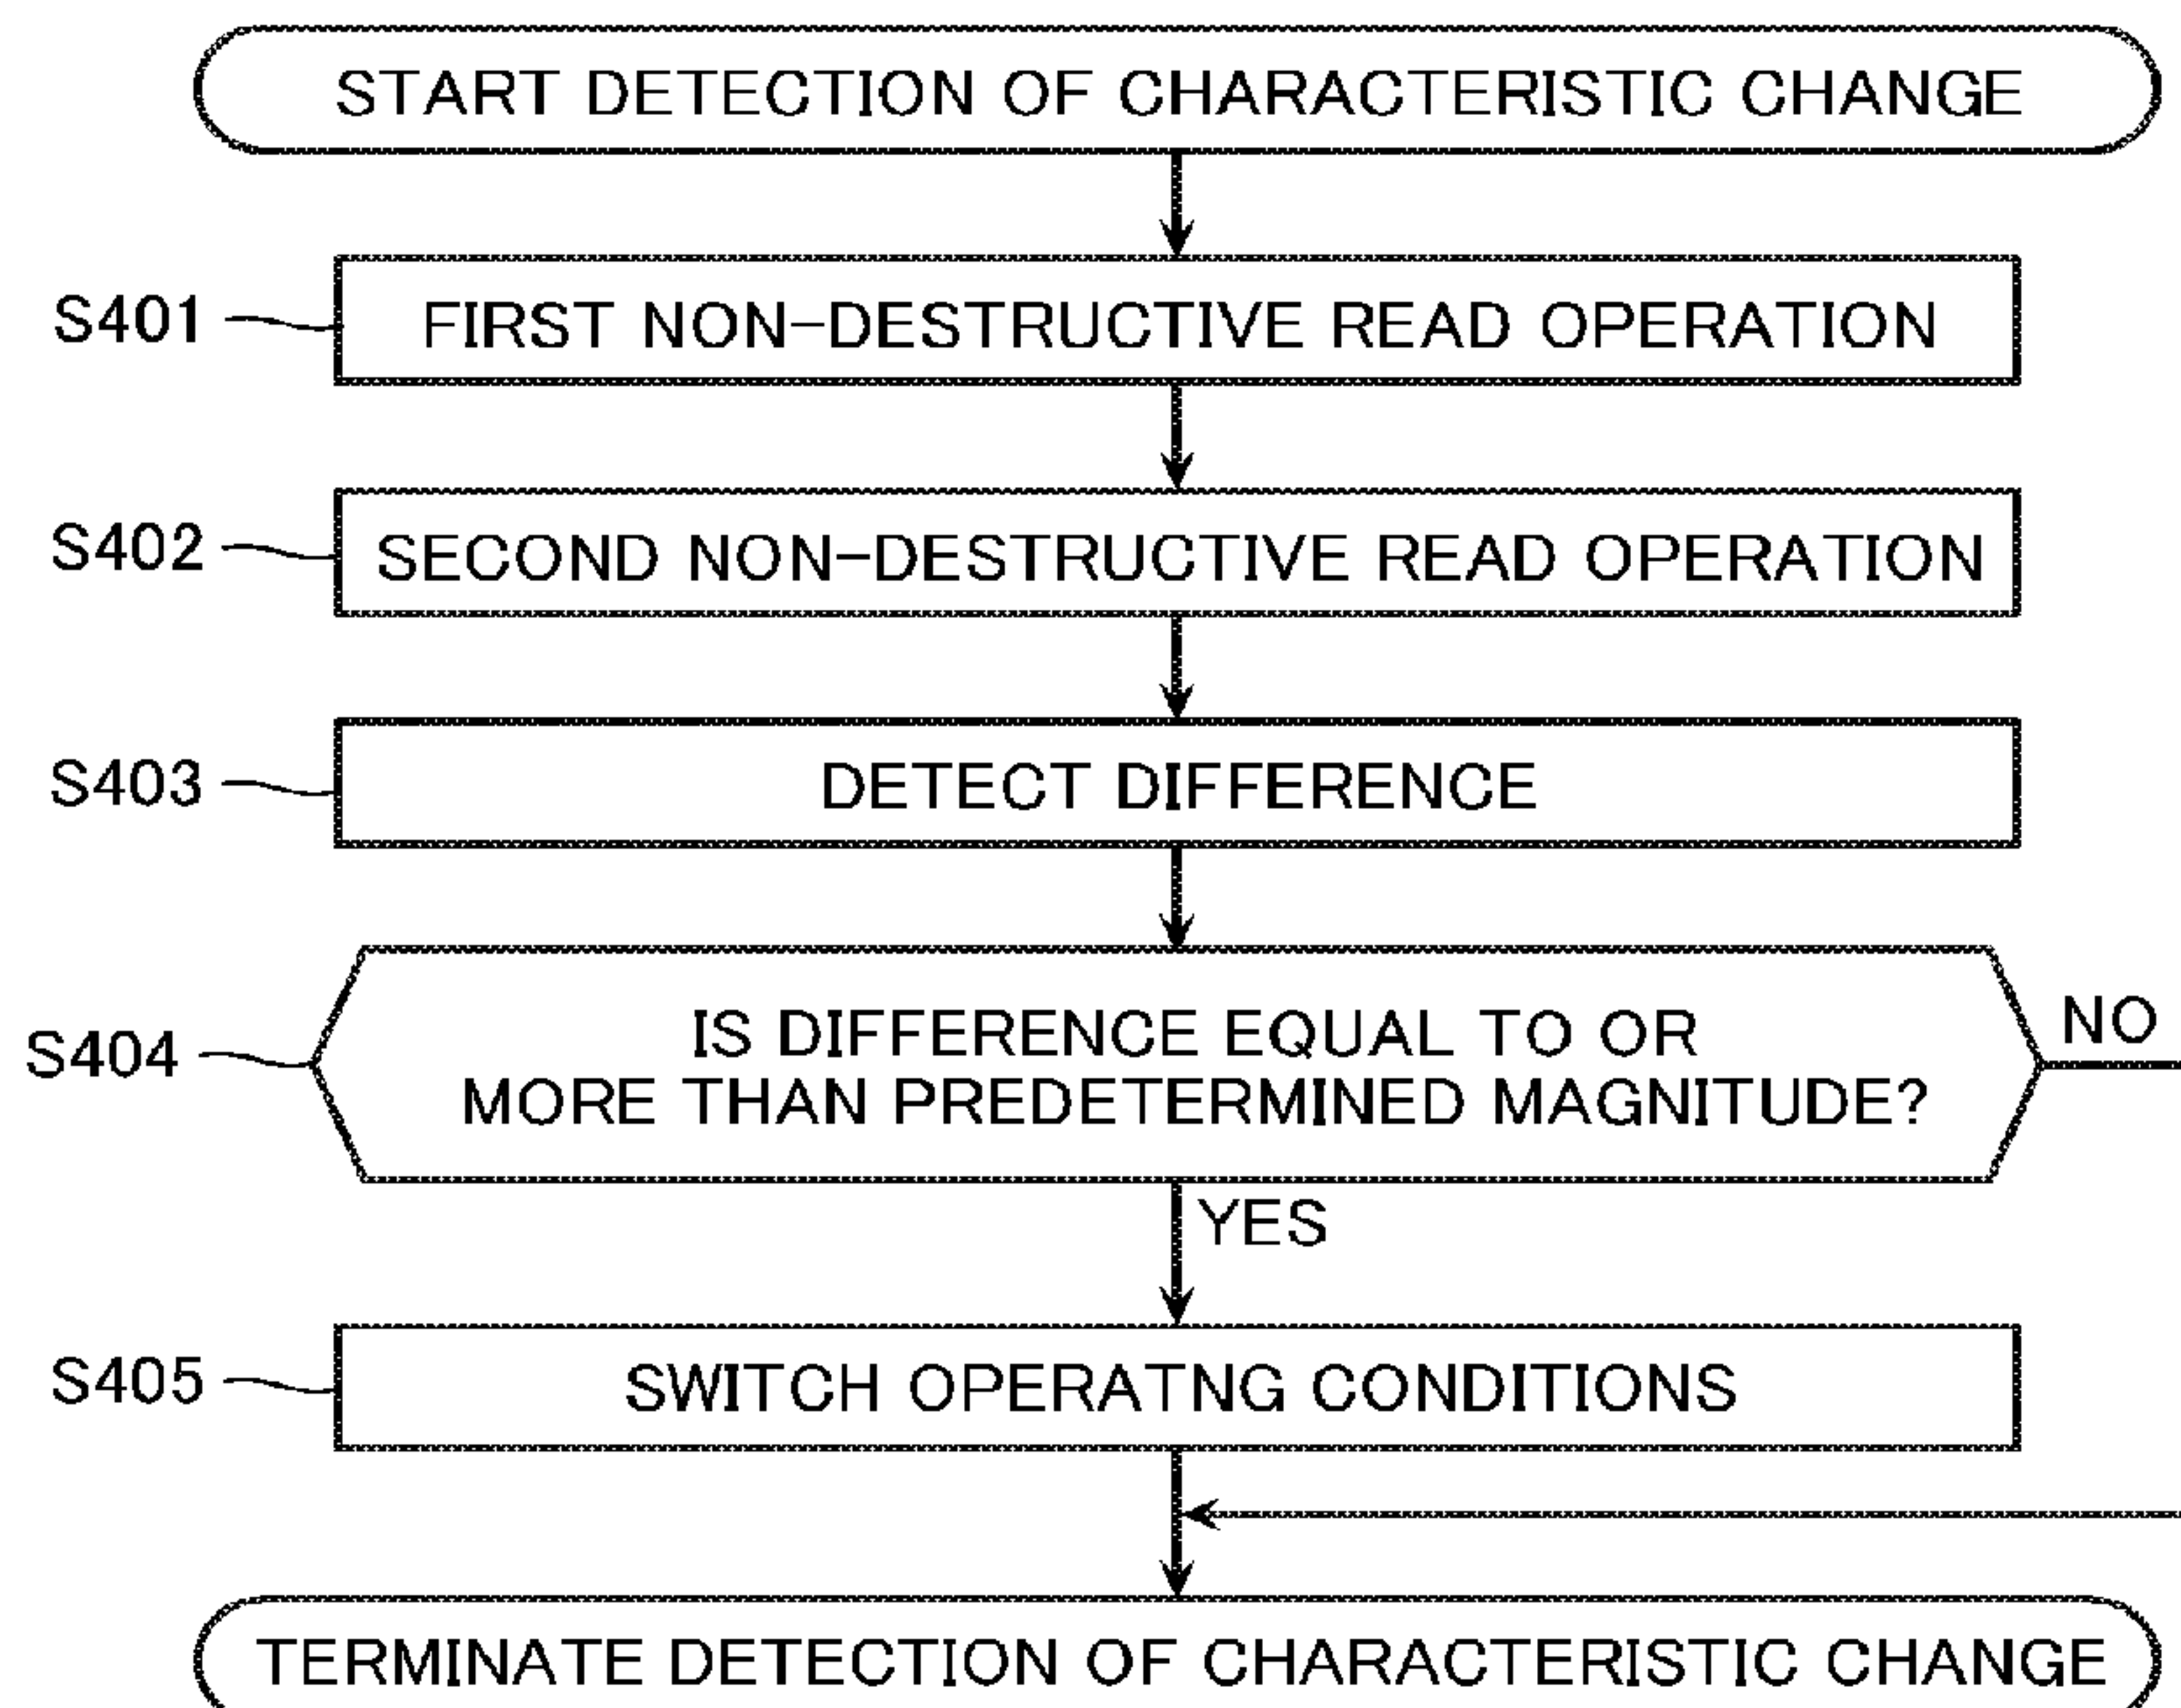 START DETECTION OF CHARACTERISTIC CHANGE
S401
FIRST NON-DESTRUCTIVE READ OPERATION
S402
SECOND NON-DESTRUCTIVE READ OPERATION
S403
DETECT DIFFERENCE
S404
IS DIFFERENCE EQUAL TO OR
MORE THAN PREDETERMINED MAGNITUDE?
NO
YES
S405
SWITCH OPERATNG CONDITIONS
TERMINATE DETECTION OF CHARACTERISTIC CHANGE